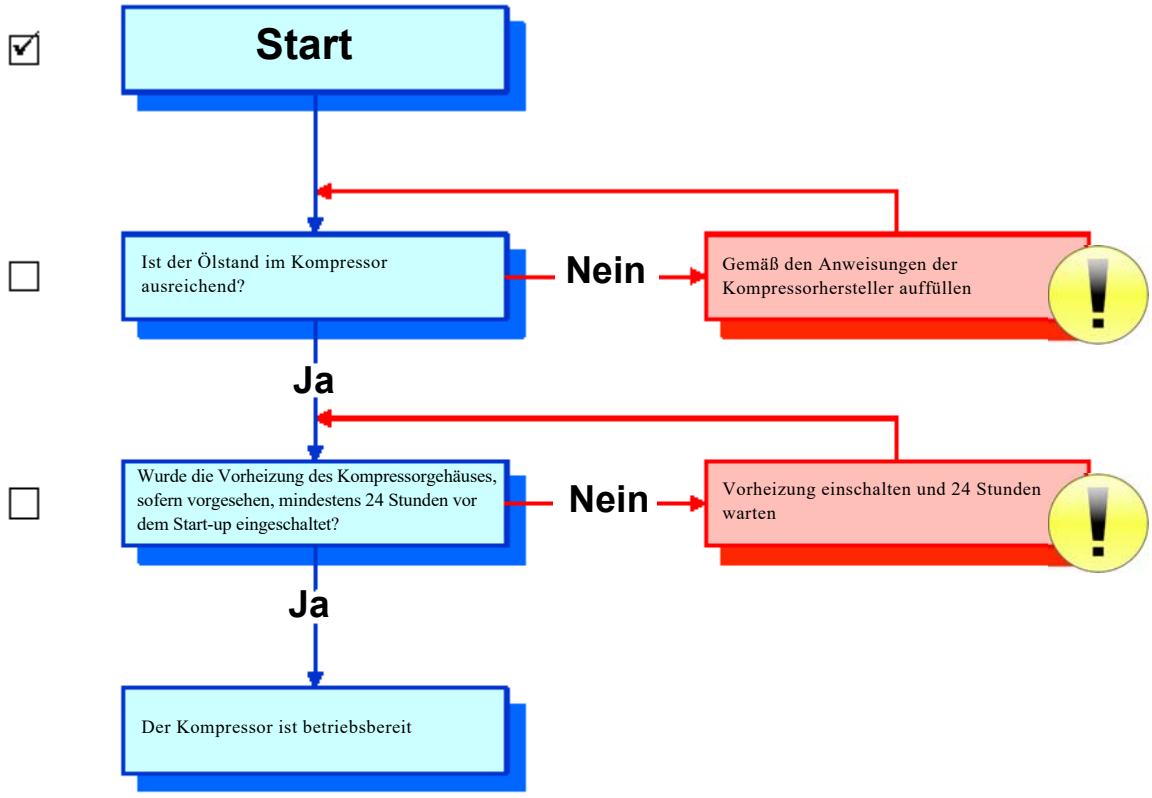 Start
Ist der Ölstand im Kompressor
ausreichend?
Nein
Gemäß den Anweisungen der
Kompressorhersteller auffüllen
Ja
Wurde die Vorheizung des Kompressorgehäuses,
sofern vorgesehen, mindestens 24 Stunden vor
dem Start-up eingeschaltet?
Nein
Vorheizung einschalten und 24 Stunden
warten
Ja
Der Kompressor ist betriebsbereit